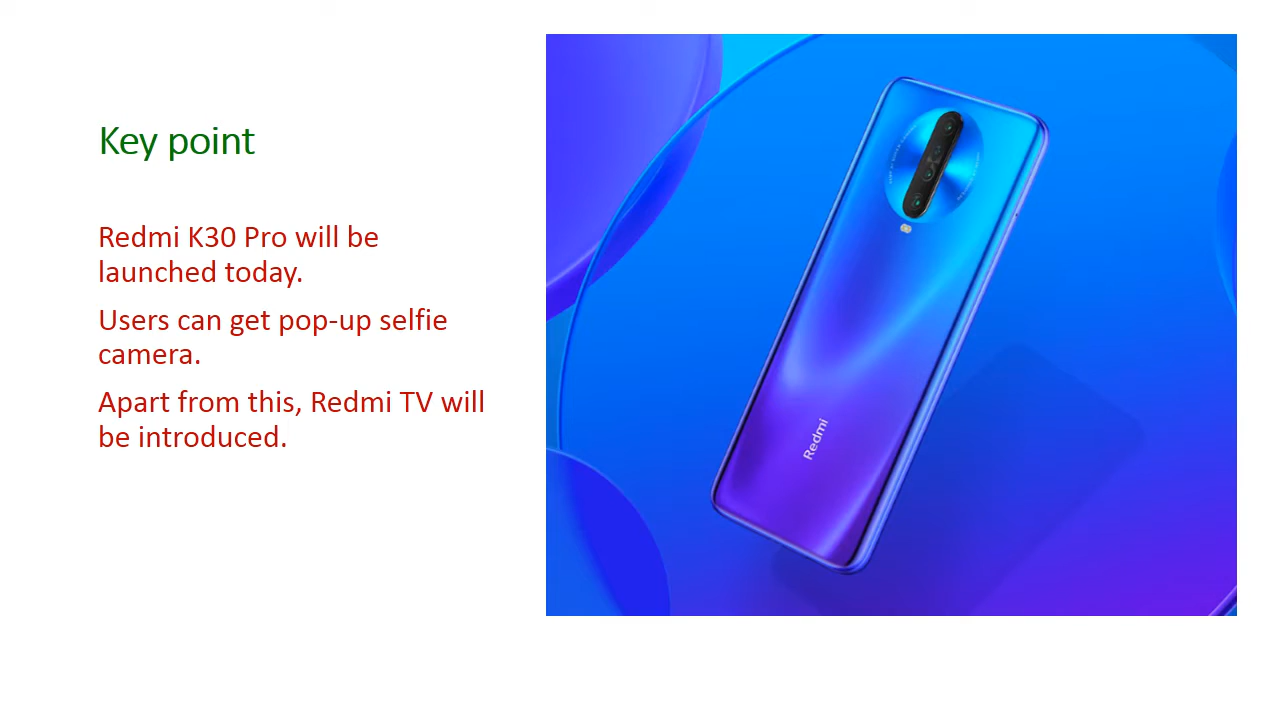 Key point
Redmi K30 Pro will be
launched today.
Users can get pop-up selfie
camera.
Apart from this, Redmi TV will
be introduced.
Redmi